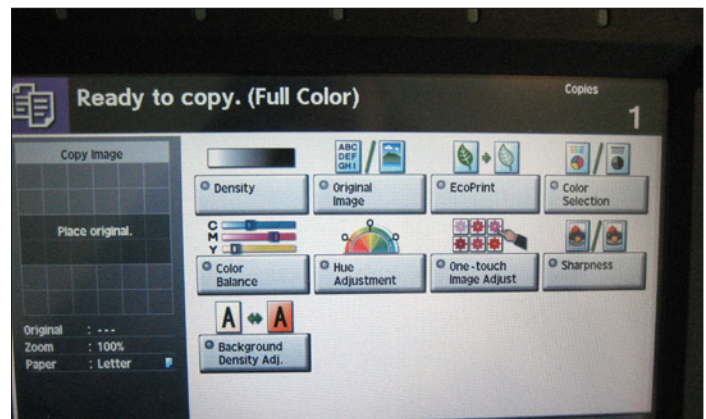 Ready to copy. (Full Color)
Copies
1
Copy Image
Place original.
Original : ---
Zoom : 100%
Paper : Letter
Density
ABC
DEF
GHI
Original
Image
EcoPrint
Color
Selection
C
M
Y
Color
Balance
Hue
Adjustment
One-touch
Image Adjust
Sharpness
A A
Background
Density Adj.